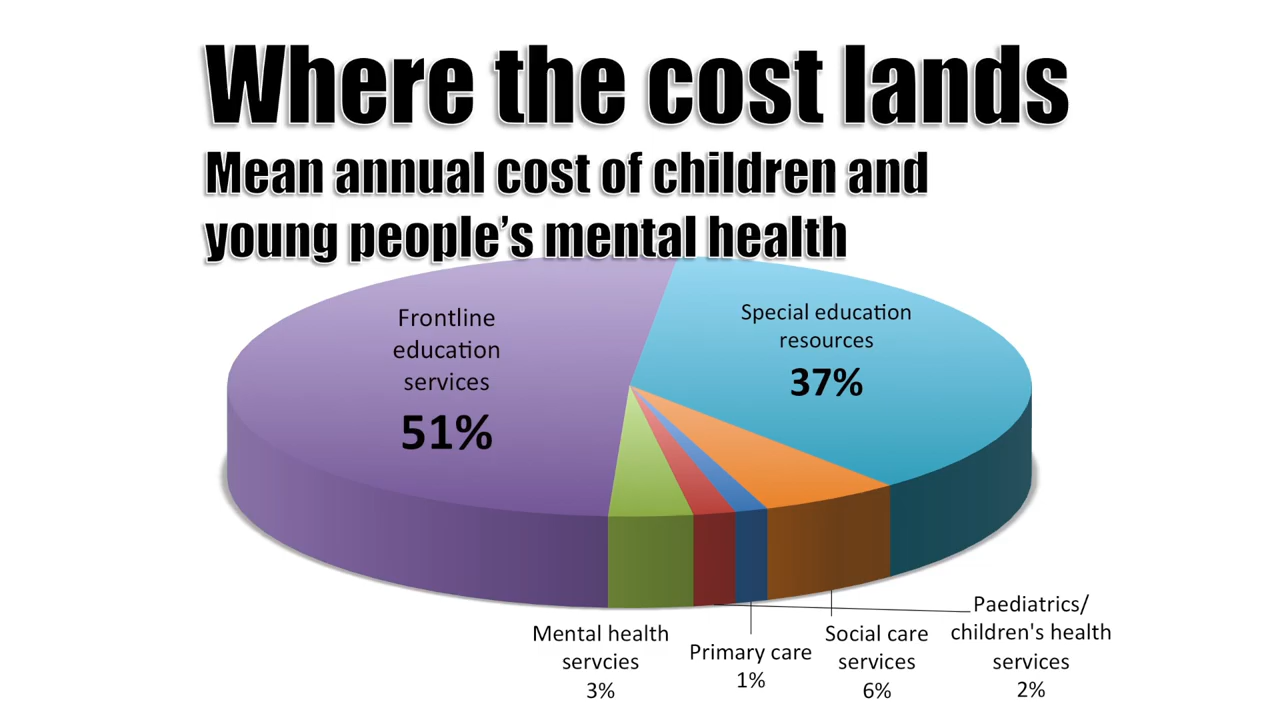 Where the cost lands
Mean annual cost of children and
young people's mental health
Frontline
education
services
51%
Special education
resources
37%
Mental health
servcies
3%
Primary care
1%
Social care
services
6%
Paediatrics/
children's health
services
2%